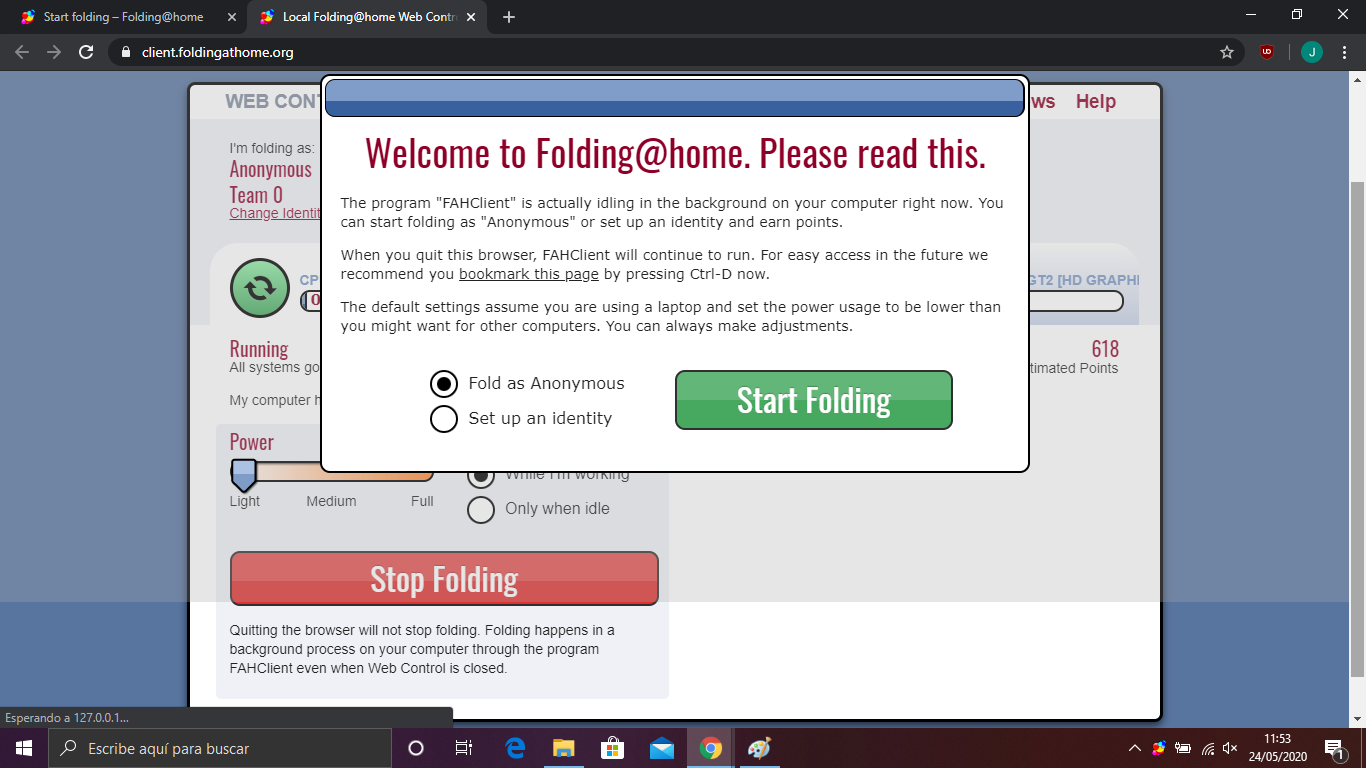 Start folding – Folding@home
Local Folding@home Web Contr
client.foldingathome.org
J
WEB CONT
ws Help
Welcome to Folding@home. Please read this.
I'm folding as:
Anonymous
Team 0
Change Identit
The program "FAHClient" is actually idling in the background on your computer right now. You
can start folding as "Anonymous" or set up an identity and earn points.
When you quit this browser, FAHClient will continue to run. For easy access in the future we
recommend you bookmark this page by pressing Ctrl-D now.
The default settings assume you are using a laptop and set the power usage to be lower than
you might want for other computers. You can always make adjustments.
CP
0
GT2 [HD GRAPHI
Running
All systems go
618
timated Points
My computer h
Fold as Anonymous
Set up an identity
Start Folding
Power
Light Medium Full
While I'm working
Only when idle
Stop Folding
Quitting the browser will not stop folding. Folding happens in a
background process on your computer through the program
FAHClient even when Web Control is closed.
Esperando a 127.0.0.1...
Escribe aquí para buscar
11:53
24/05/2020
1